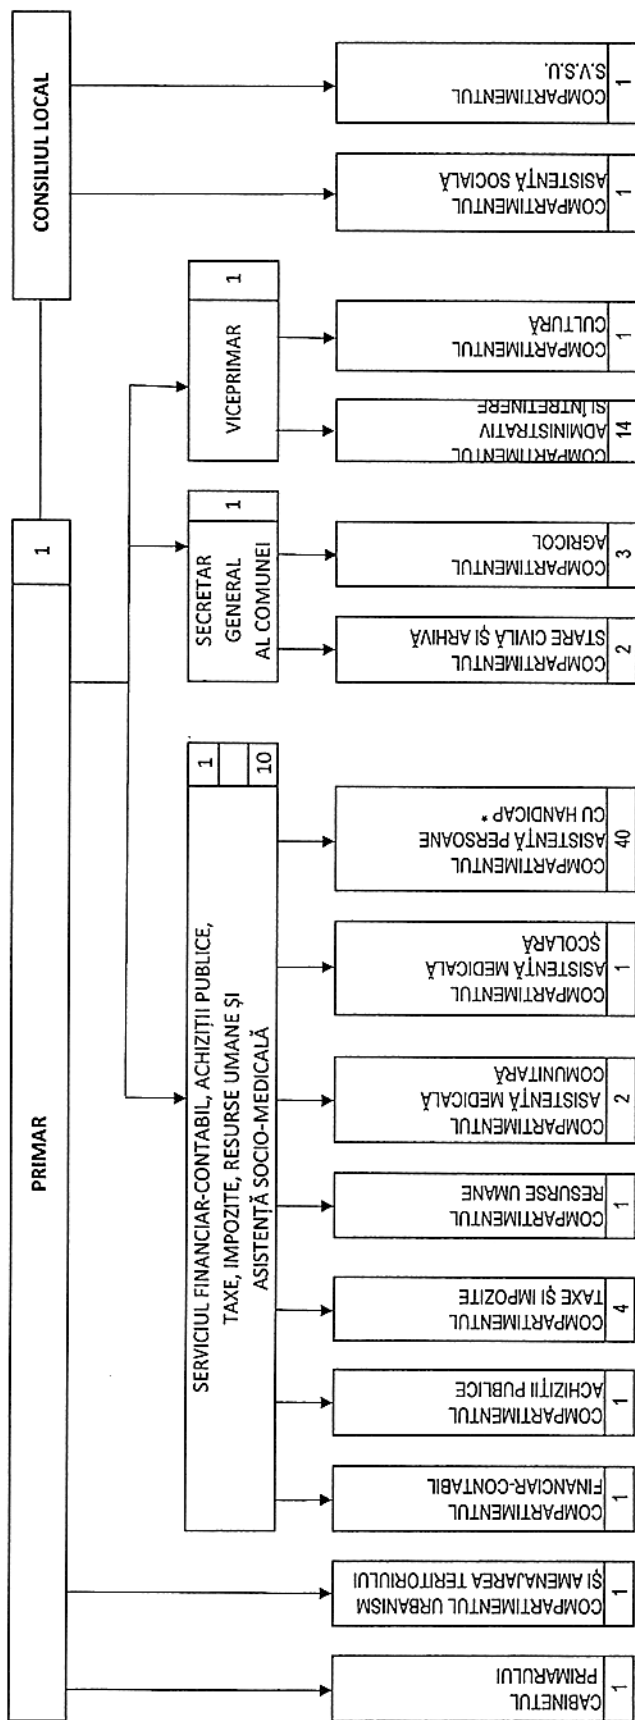 PRIMAR
1
CONSILIUL LOCAL
SERVICIUL FINANCIAR-CONTABIL, ACHIZIȚII PUBLICE,
TAXE, IMPOZITE, RESURSE UMANE ȘI
ASISTENȚĂ SOCIO-MEDICALĂ
1
10
SECRETAR
GENERAL
AL COMUNEI
1
VICEPRIMAR
1
CABINETUL
PRIMARULUI
1
COMPARTIMENTUL URBANISM
ȘI AMENAJAREA TERITORIULUI
1
COMPARTIMENTUL
FINANCIAR-CONTABIL
1
COMPARTIMENTUL
ACHIZIȚII PUBLICE
1
COMPARTIMENTUL
TAXE ȘI IMPOZITE
4
COMPARTIMENTUL
RESURSE UMANE
1
COMPARTIMENTUL
ASISTENȚĂ MEDICALĂ
COMUNITARĂ
2
COMPARTIMENTUL
ASISTENȚĂ MEDICALĂ
ȘCOLARĂ
1
COMPARTIMENTUL
ASISTENȚĂ PERSOANE
CU HANDICAP *
40
COMPARTIMENTUL
STARE CIVILĂ ȘI ARHIVĂ
2
COMPARTIMENTUL
AGRICOL
3
COMPARTIMENTUL
ADMINISTRATIV
ȘI ÎNTREȚINERE
14
COMPARTIMENTUL
CULTURĂ
1
COMPARTIMENTUL
ASISTENȚĂ SOCIALĂ
1
COMPARTIMENTUL
S.V.S.U.
1